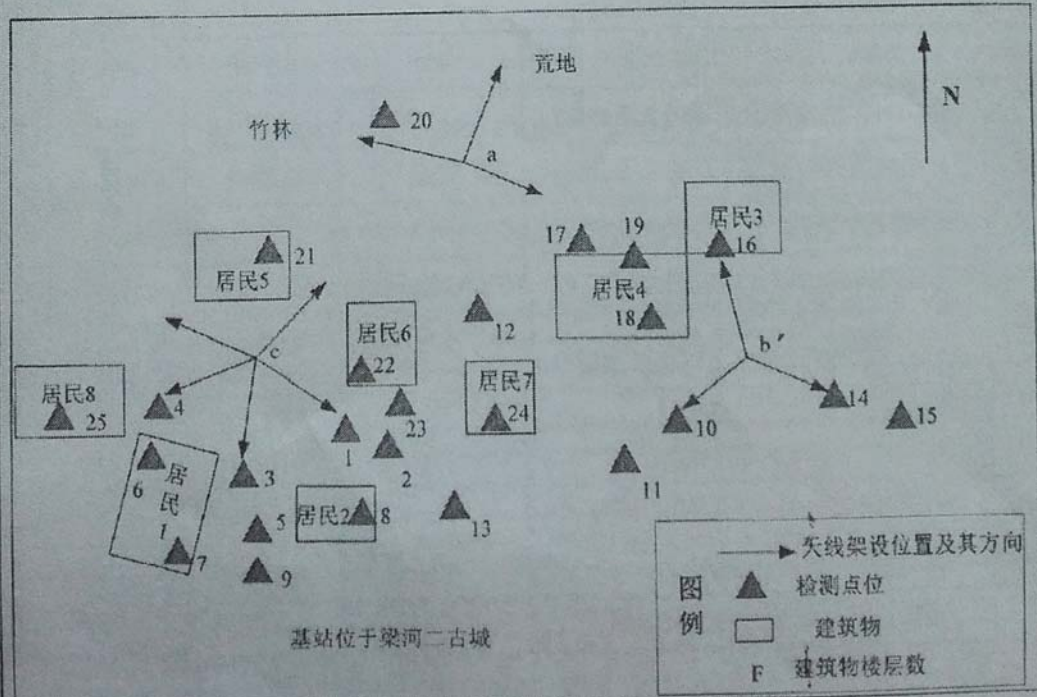 荒地
N
竹林
20
a
居民3
16
17
19
居民4
18
21
居民5
12
居民6
22
c
b′
居民8
25
4
居民7
24
23
14
15
10
1
2
3
11
6
居民1
7
居民2
8
13
5
9
基站位于梁河二古城
图例
天线架设位置及其方向
检测点位
建筑物
F 建筑物楼层数